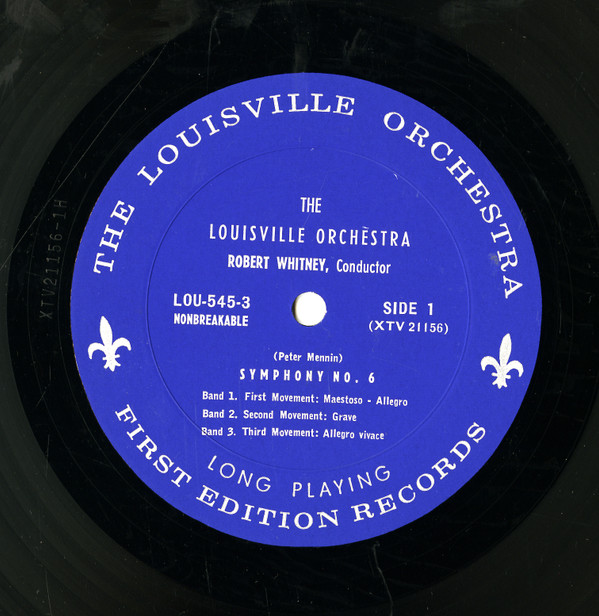 THE LOUISVILLE ORCHESTRA
THE
LOUISVILLE ORCHESTRA
ROBERT WHITNEY, Conductor
LOU-545-3
NONBREAKABLE
SIDE 1
(XTV 21156)
(Peter Mennin)
SYMPHONY NO. 6
Band 1. First Movement: Maestoso - Allegro
Band 2. Second Movement: Grave
Band 3. Third Movement: Allegro vivace
LONG PLAYING
FIRST EDITION RECORDS
XTV21156-1H